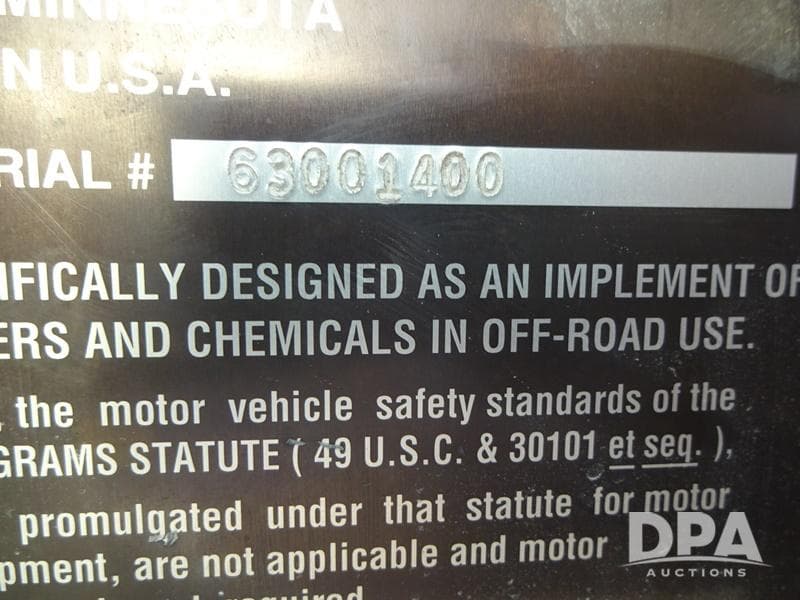 MINNESOTA
N U.S.A.
RIAL # 63001400
IFICALLY DESIGNED AS AN IMPLEMENT OF
ERS AND CHEMICALS IN OFF-ROAD USE.
, the motor vehicle safety standards of the
GRAMS STATUTE ( 49 U.S.C. & 30101 et seq. ),
promulgated under that statute for motor
pment, are not applicable and motor
required
DPA
AUCTIONS